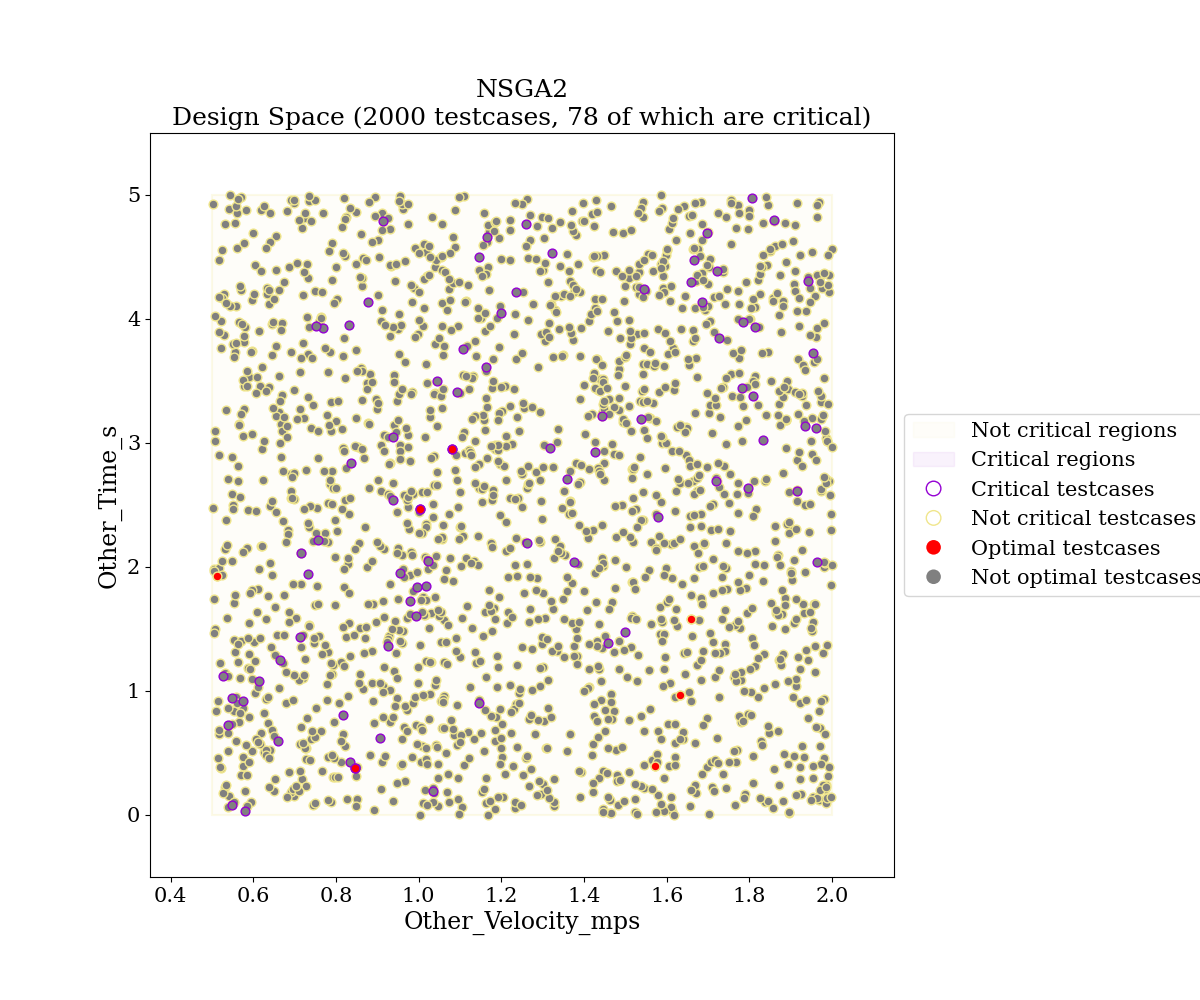 NSGA2
Design Space (2000 testcases, 78 of which are critical)
5
4
3
2
1
0
Other_Time_s
0.4 0.6 0.8 1.0 1.2 1.4 1.6 1.8 2.0
Other_Velocity_mps
Not critical regions
Critical regions
Critical testcases
Not critical testcases
Optimal testcases
Not optimal testcases